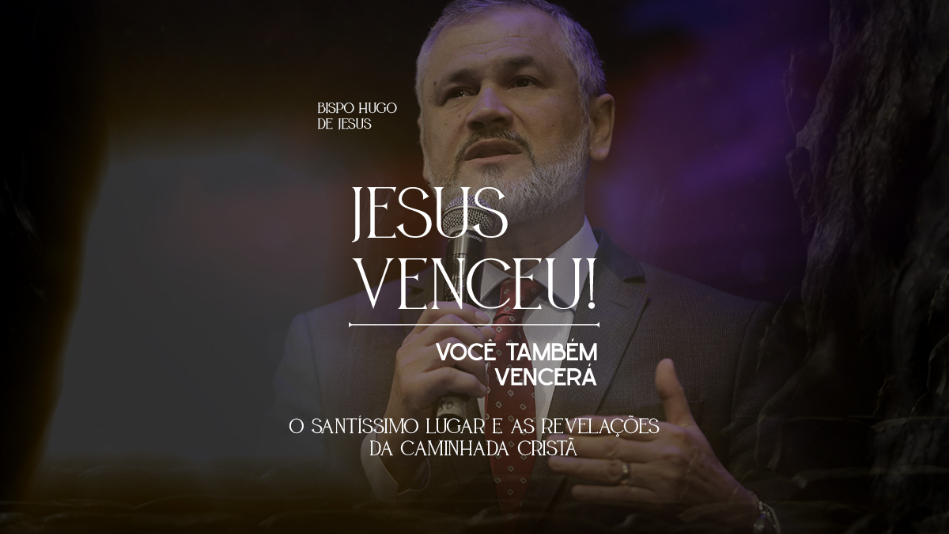 BISPO HUGO
DE JESUS
JESUS
VENCEU!
VOCÊ TAMBÉM
VENCERÁ
O SANTÍSSIMO LUGAR E AS REVELAÇÕES
DA CAMINHADA CRISTÃ